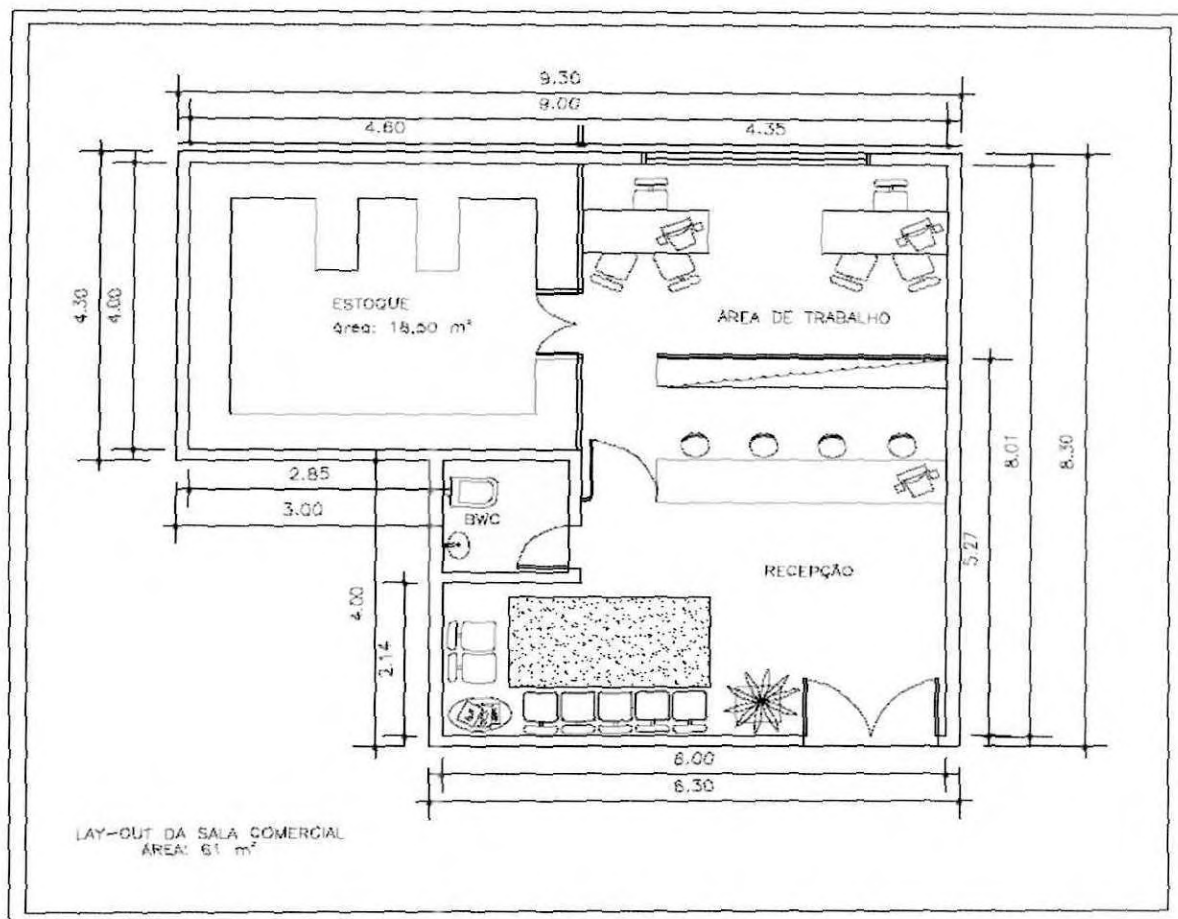 9.30
9.00
4.60
4.35
4.30
4.00
ESTOQUE
área: 18,50 m²
ÁREA DE TRABALHO
8.01
8.30
2.85
3.00
BWC
5.27
RECEPÇÃO
4.00
2.14
6.00
6.30
LAY-OUT DA SALA COMERCIAL
ÁREA: 61 m²